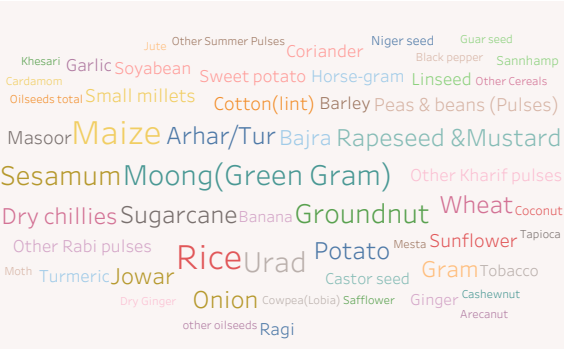 Jute Other Summer Pulses Niger seed Guar seed
Khesari Garlic Soyabean Coriander Black pepper Sannhamp
Cardamom Sweet potato Horse-gram Linseed Other Cereals
Oilseeds total Small millets Cotton(lint) Barley Peas & beans (Pulses)
Masoor Maize Arhar/Tur Bajra Rapeseed &Mustard
Sesamum Moong(Green Gram) Other Kharif pulses
Dry chillies Sugarcane Banana Groundnut Wheat Coconut
Other Rabi pulses Rice Urad Potato Mesta Sunflower Tapioca
Moth Turmeric Jowar Castor seed Gram Tobacco
Dry Ginger Onion Cowpea(Lobia) Safflower Ginger Cashewnut
other oilseeds Ragi Arecanut